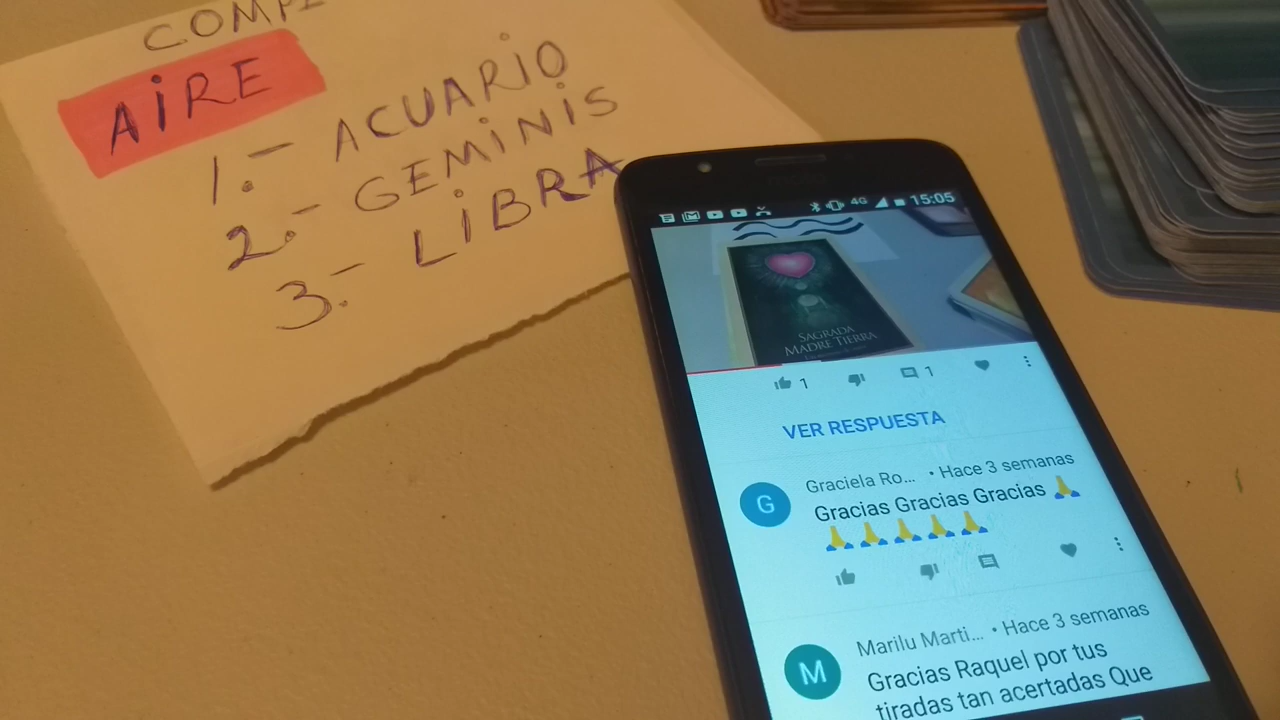 AIRE
1.- ACUARIO
2.- GEMINIS
3.- LIBRA
4G 15:05
SAGRADA
MADRE TIERRA
1 1
VER RESPUESTA
G Graciela Ro... • Hace 3 semanas
Gracias Gracias Gracias 🙏
🙏🙏🙏🙏🙏
M Marilu Marti... • Hace 3 semanas
Gracias Raquel por tus
tiradas tan acertadas Que